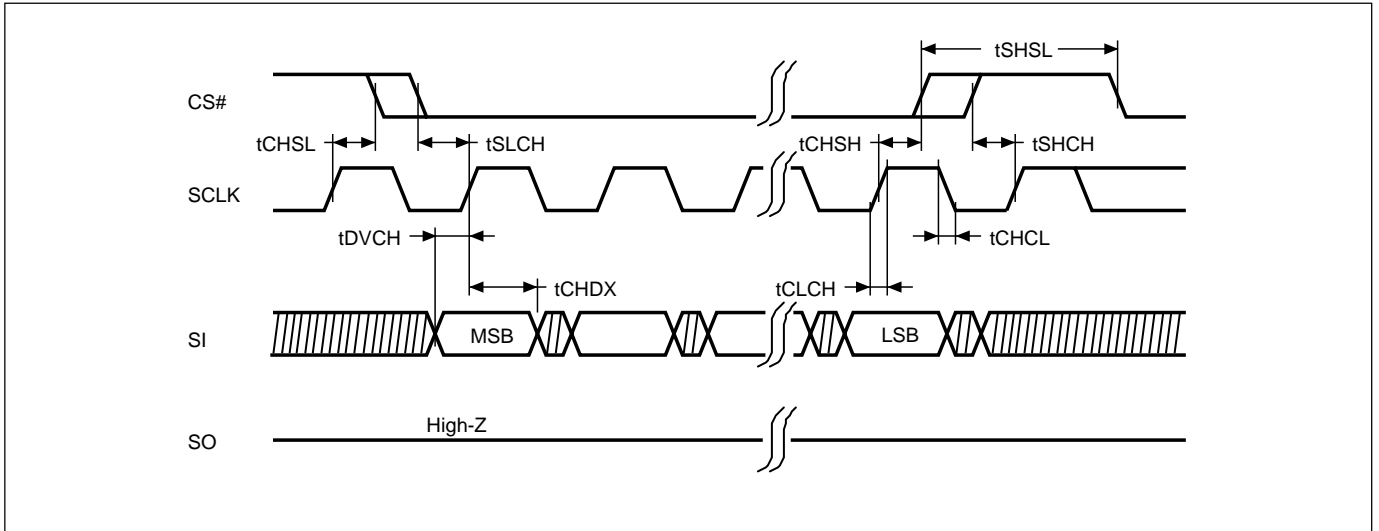 tSHSL
CS#
tCHSL
tSLCH
tCHSH
tSHCH
SCLK
tDVCH
tCHCL
tCHDX
tCLCH
SI
MSB
LSB
High-Z
SO